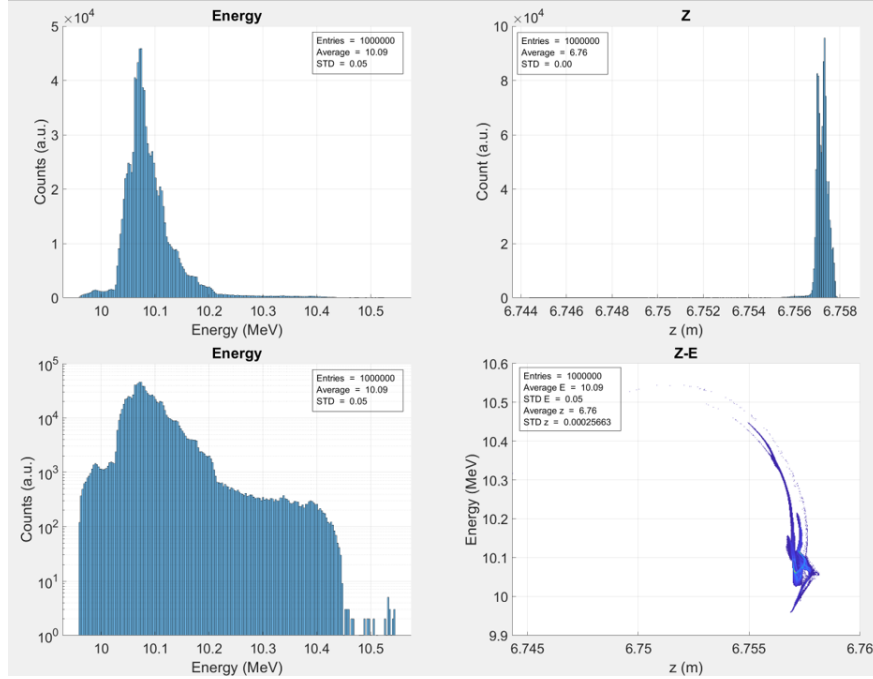 Energy
5 ×10^4
4
3
2
1
0
Counts (a.u.)
10 10.1 10.2 10.3 10.4 10.5
Energy (MeV)
Entries = 1000000
Average = 10.09
STD = 0.05
Z
10 ×10^4
8
6
4
2
0
Count (a.u.)
6.744 6.746 6.748 6.75 6.752 6.754 6.756 6.758
z (m)
Entries = 1000000
Average = 6.76
STD = 0.00
Energy
10^5
10^4
10^3
10^2
10^1
10^0
Counts (a.u.)
10 10.1 10.2 10.3 10.4 10.5
Energy (MeV)
Entries = 1000000
Average = 10.09
STD = 0.05
Z-E
10.6
10.5
10.4
10.3
10.2
10.1
10
9.9
Energy (MeV)
6.745 6.75 6.755 6.76
z (m)
Entries = 1000000
Average E = 10.09
STD E = 0.05
Average z = 6.76
STD z = 0.00025663